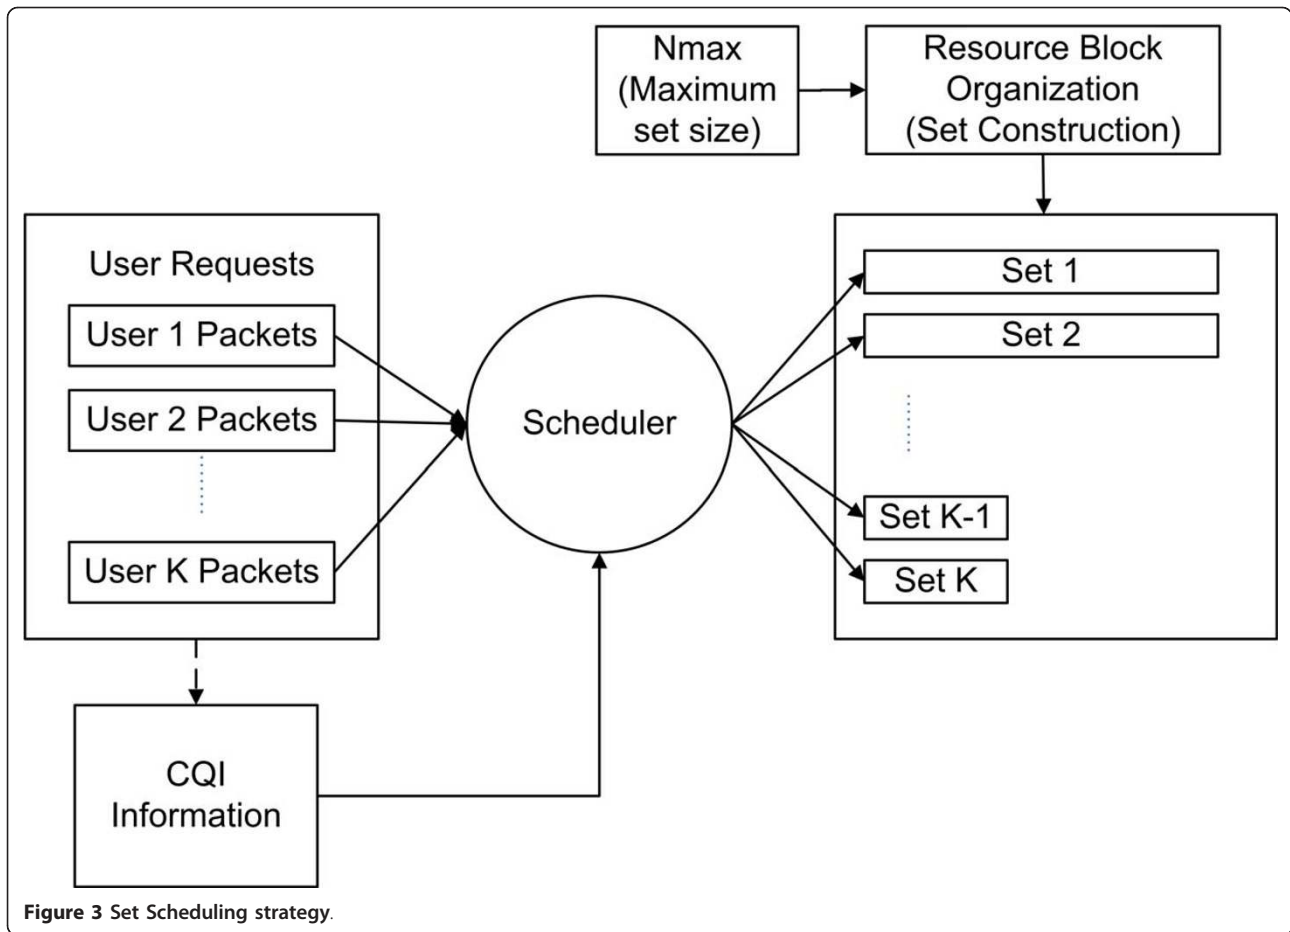 Nmax
(Maximum
set size)
Resource Block
Organization
(Set Construction)
User Requests
User 1 Packets
User 2 Packets
User K Packets
Scheduler
Set 1
Set 2
Set K-1
Set K
CQI
Information
Figure 3 Set Scheduling strategy.